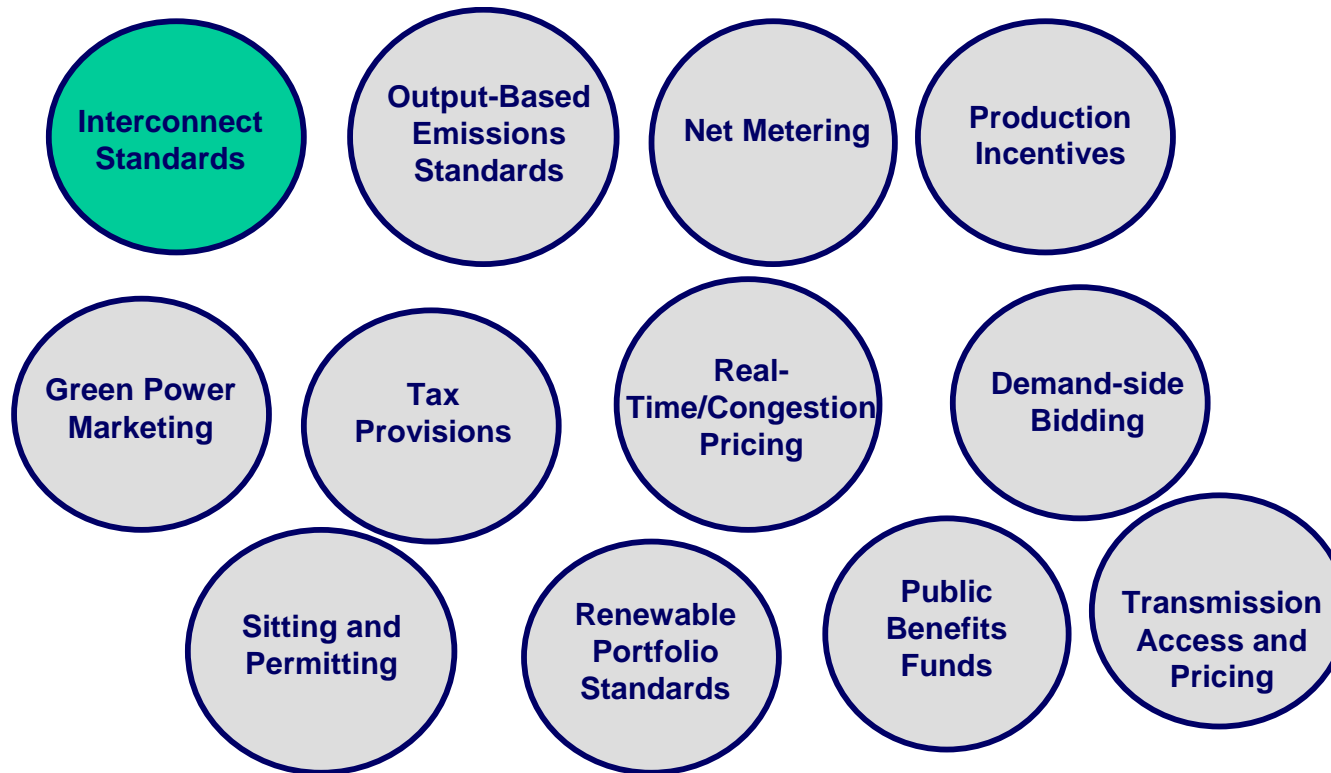 Interconnect
Standards
Output-Based
Emissions
Standards
Net Metering
Production
Incentives
Green Power
Marketing
Tax
Provisions
Real-
Time/Congestion
Pricing
Demand-side
Bidding
Sitting and
Permitting
Renewable
Portfolio
Standards
Public
Benefits
Funds
Transmission
Access and
Pricing